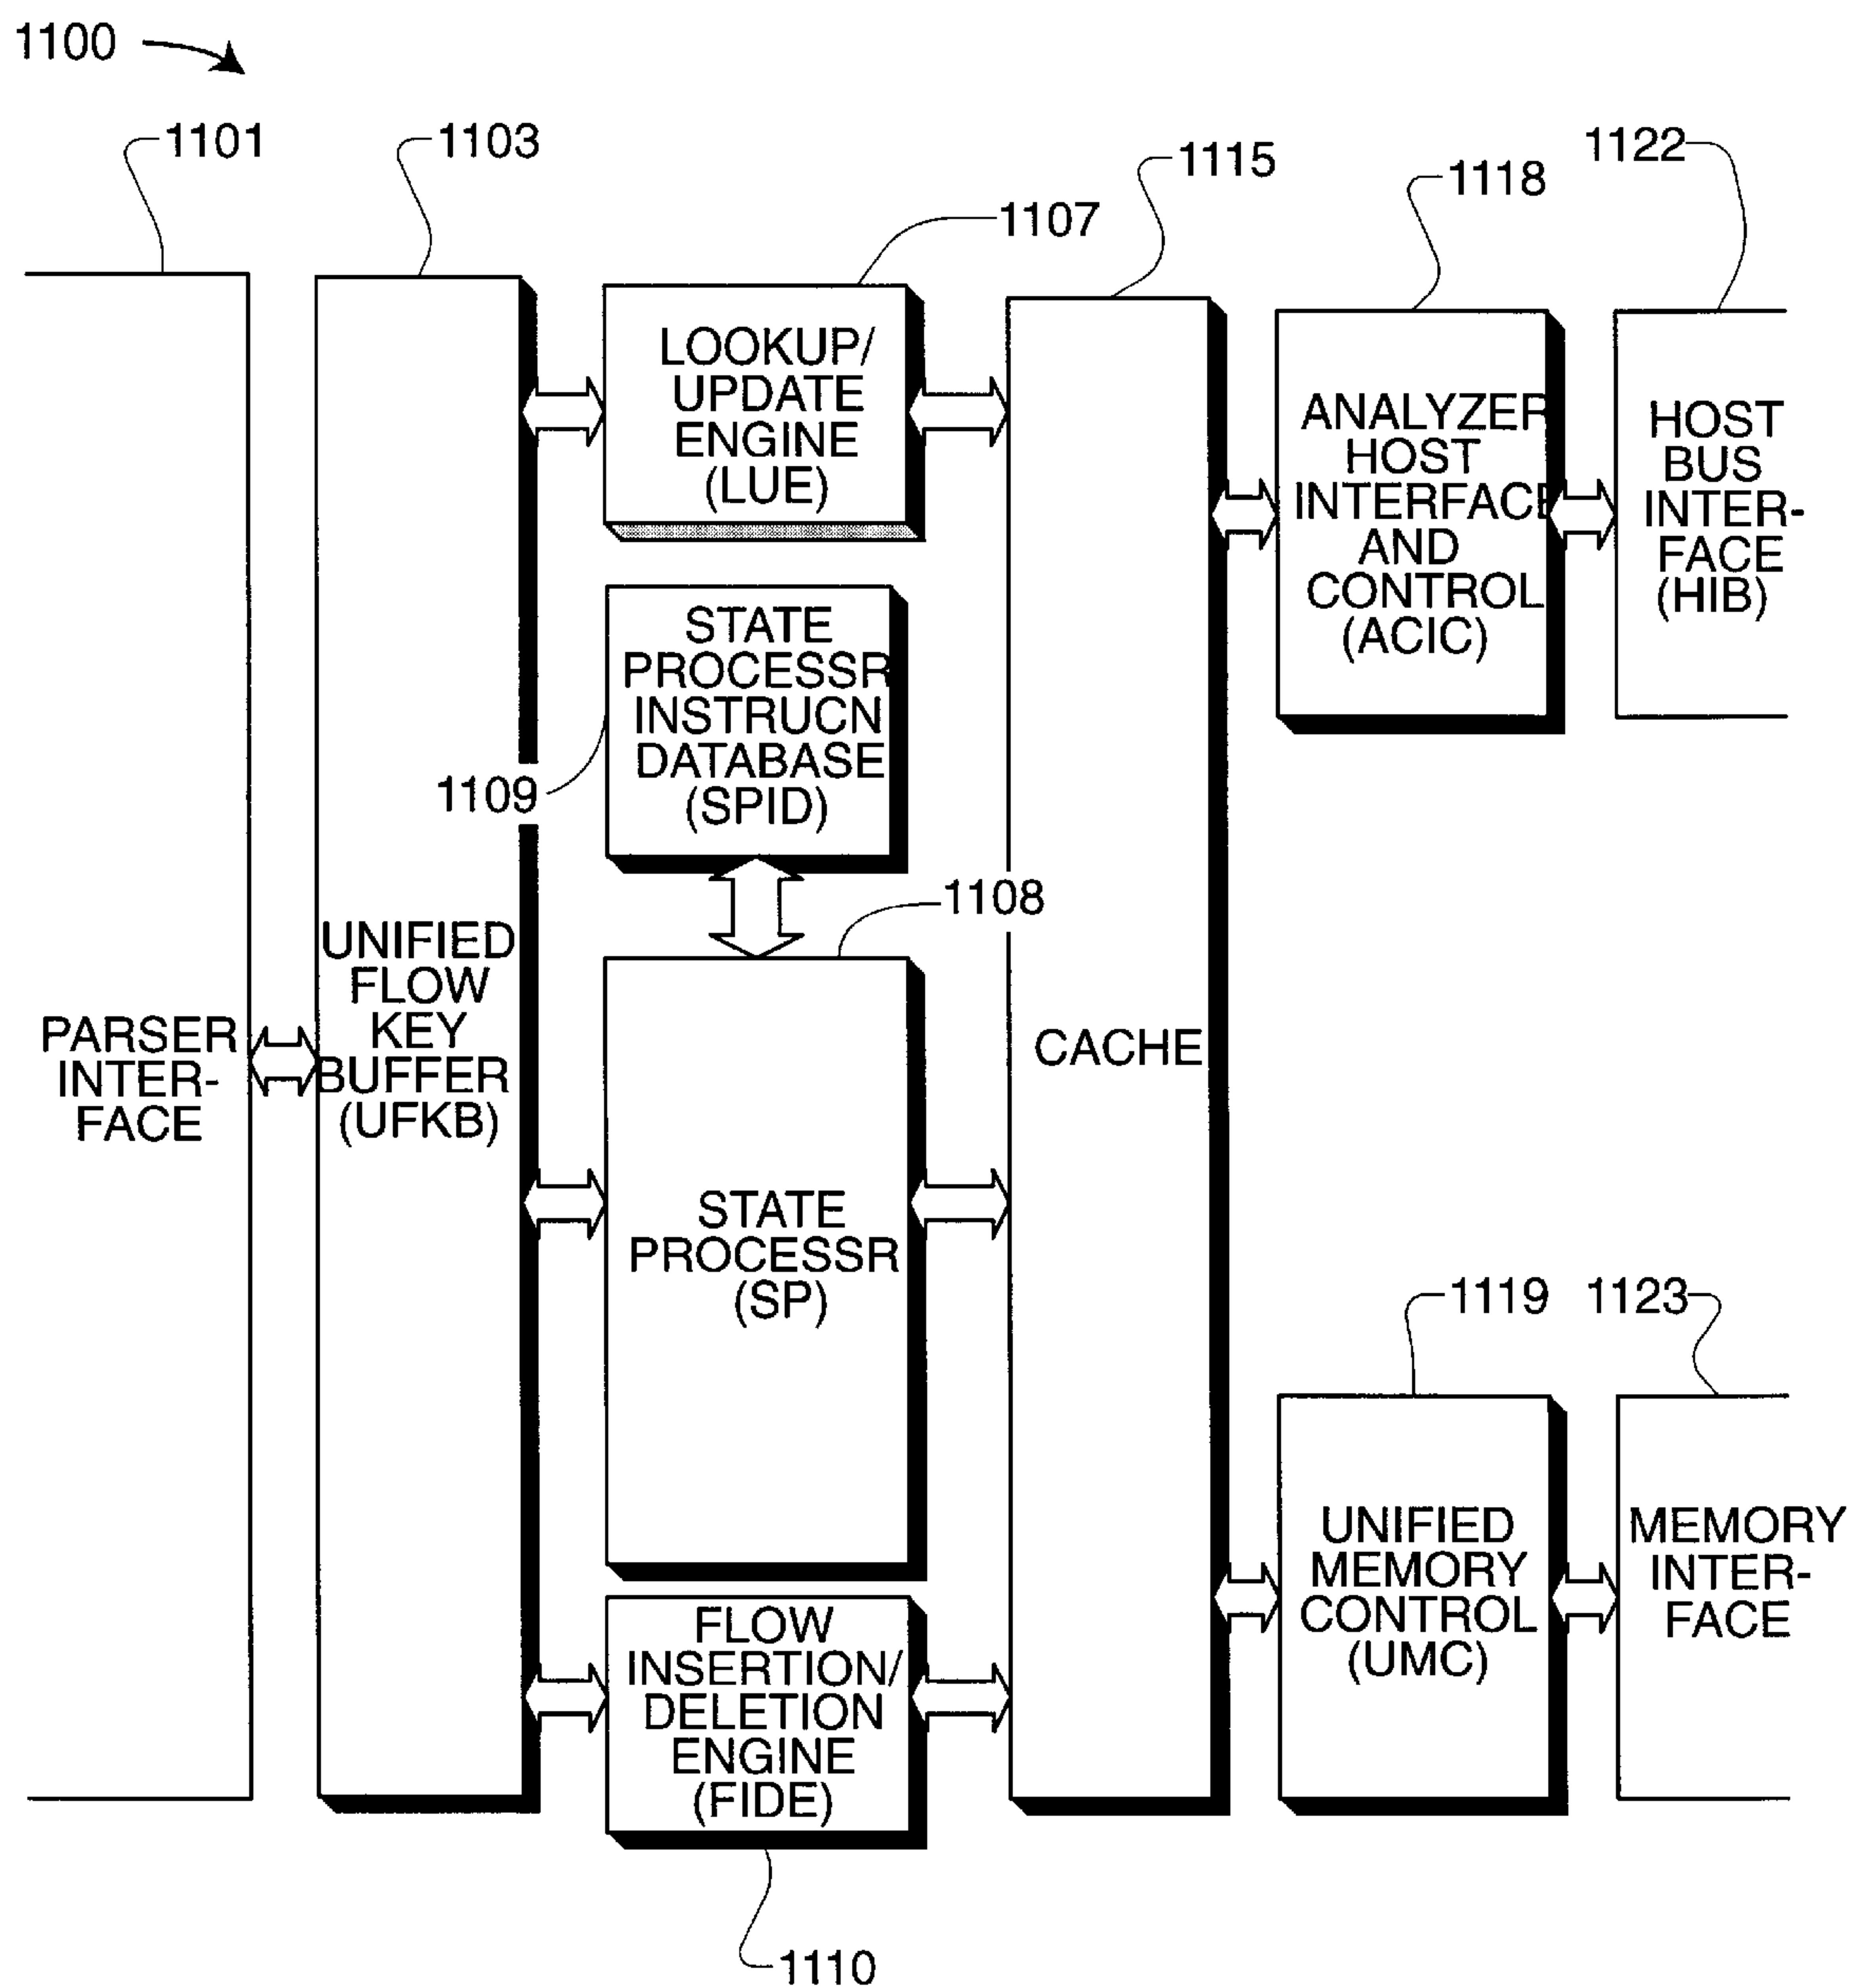 1100
1101
1103
1107
1115
1118
1122
LOOKUP/
UPDATE
ENGINE
(LUE)
ANALYZER
HOST
INTERFACE
AND
CONTROL
(ACIC)
HOST
BUS
INTER-
FACE
(HIB)
STATE
PROCESSR
INSTRUCN
DATABASE
(SPID)
1109
1108
PARSER
INTER-
FACE
UNIFIED
FLOW
KEY
BUFFER
(UFKB)
CACHE
STATE
PROCESSR
(SP)
1119
1123
UNIFIED
MEMORY
CONTROL
(UMC)
MEMORY
INTER-
FACE
FLOW
INSERTION/
DELETION
ENGINE
(FIDE)
1110